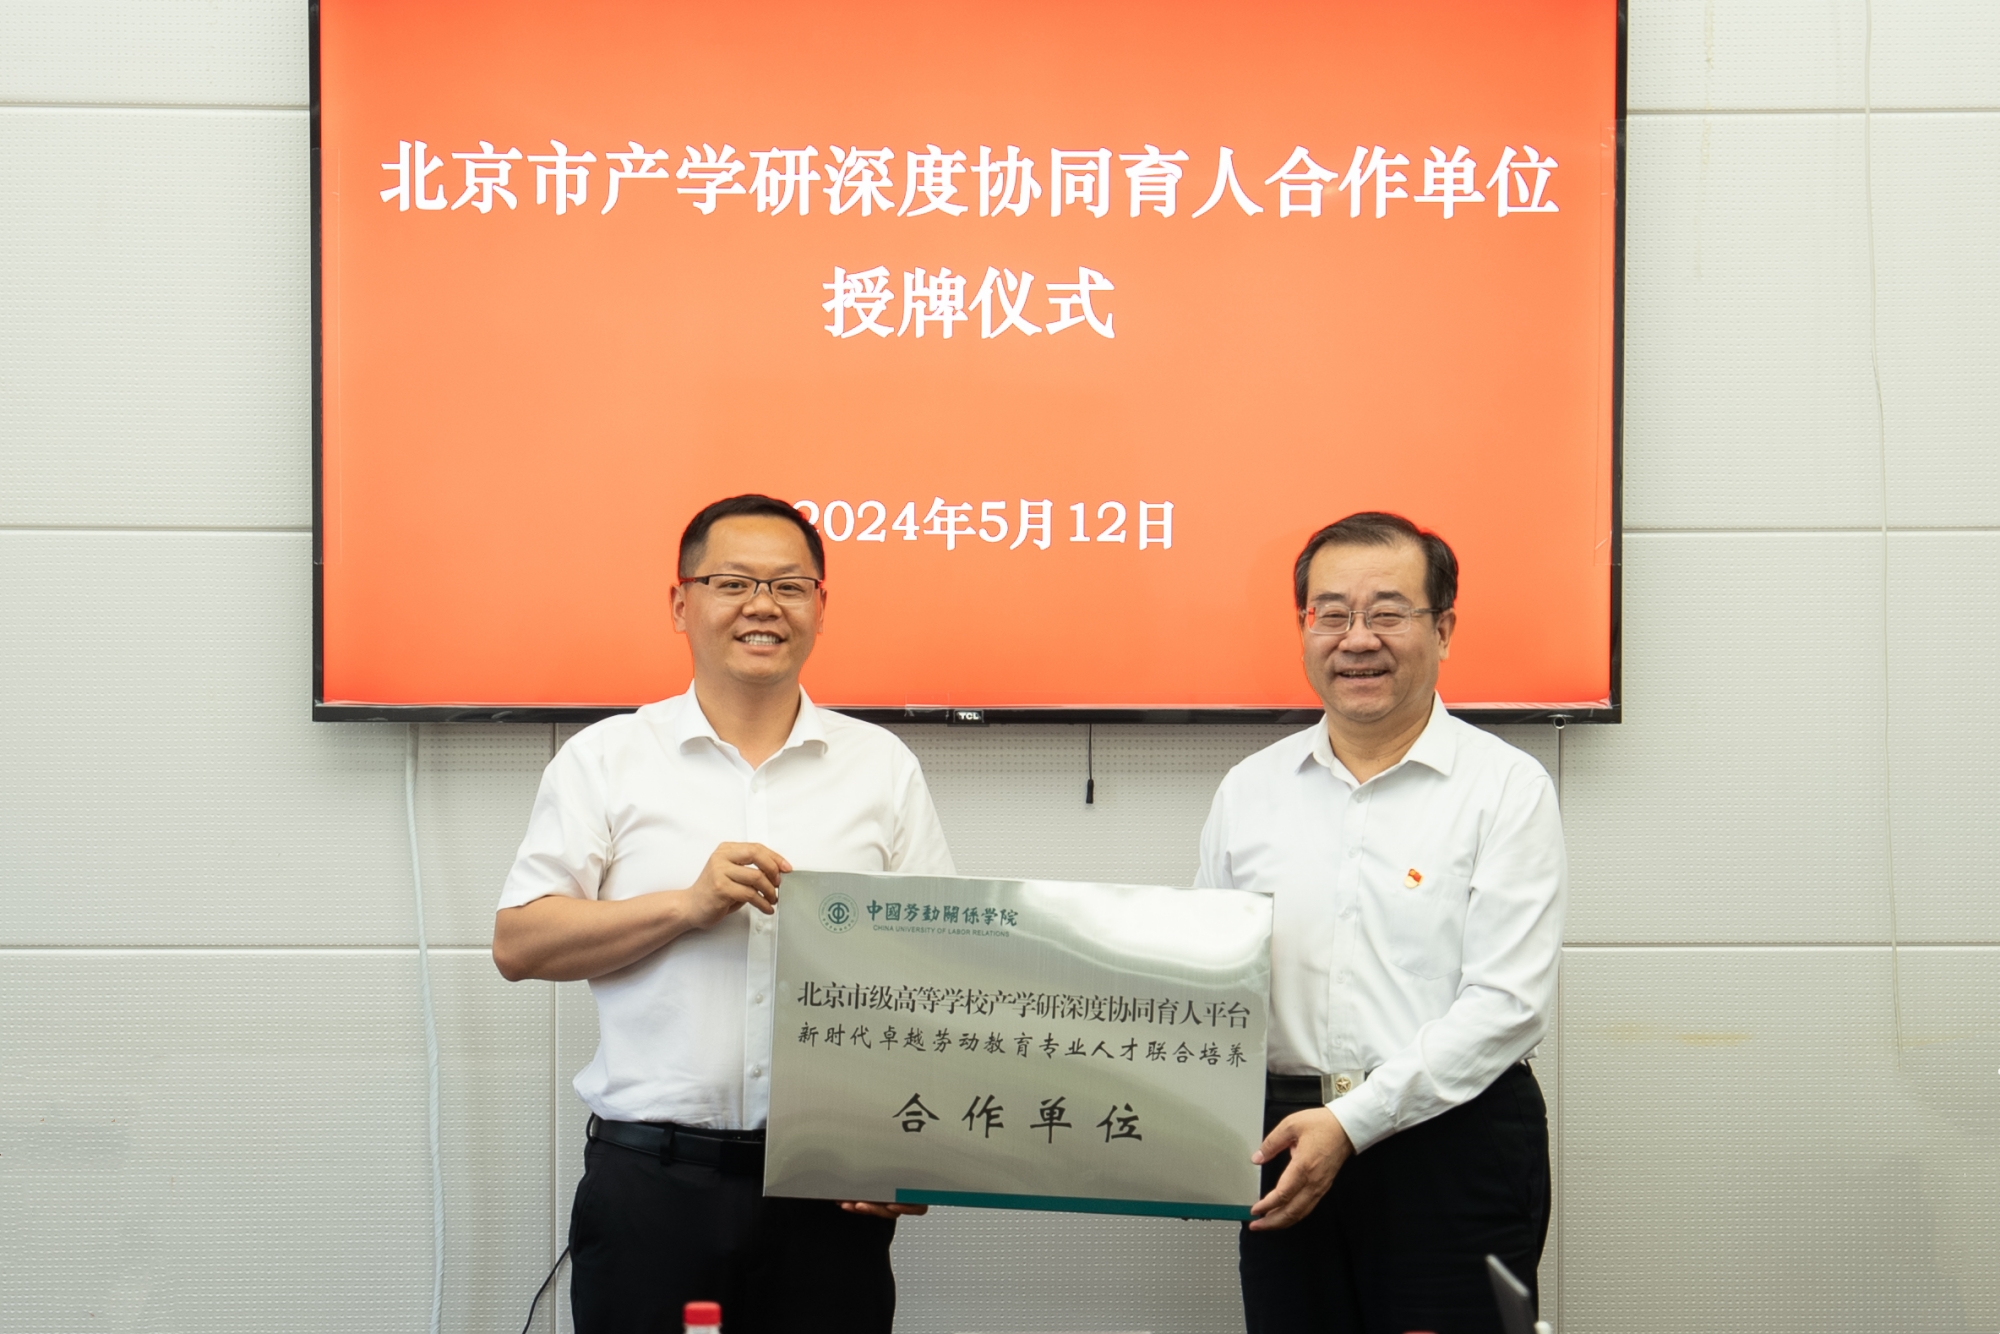 北京市产学研深度协同育人合作单位
授牌仪式
2024年5月12日
TCL
中國劳動關係学院
CHINA UNIVERSITY OF LABOR RELATIONS
北京市级高等学校产学研深度协同育人平台
新时代卓越劳动教育专业人才联合培养
合作单位